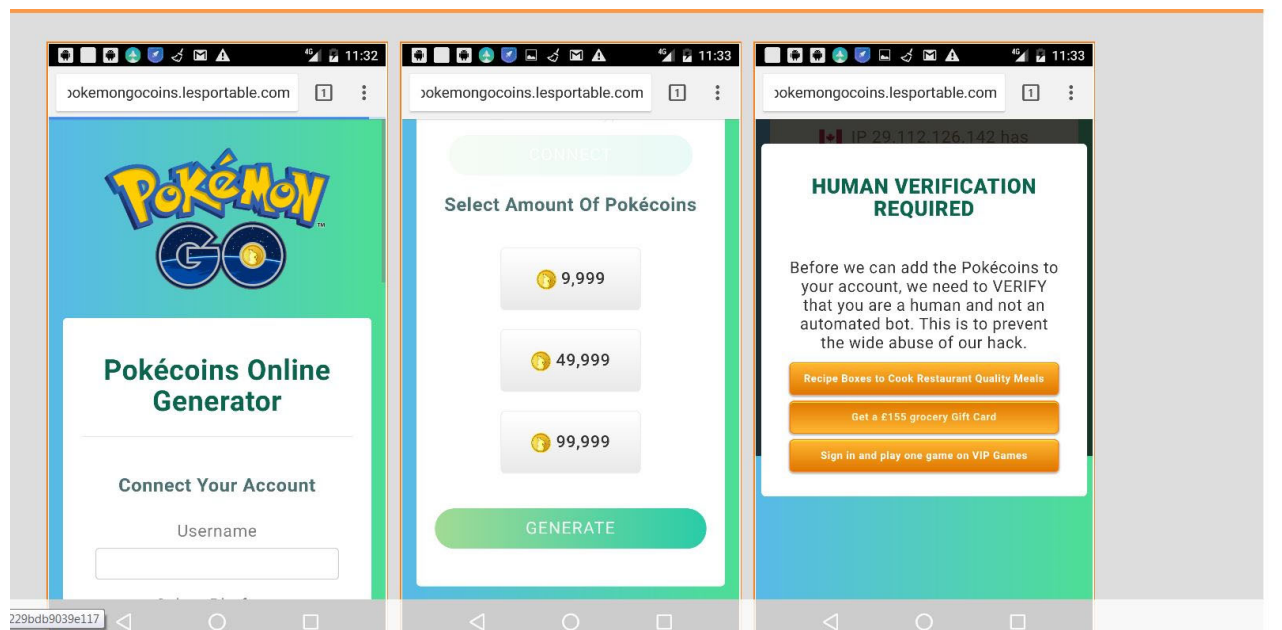 4G 11:32
okemongocoins.lesportable.com 1
POKÉMON
GO
TM
Pokécoins Online
Generator
Connect Your Account
Username
229bdb9039e117
4G 11:33
okemongocoins.lesportable.com 1
CONNECT
Select Amount Of Pokécoins
9,999
49,999
99,999
GENERATE
4G 11:33
okemongocoins.lesportable.com 1
IP 29.112.126.142 has
HUMAN VERIFICATION
REQUIRED
Before we can add the Pokécoins to
your account, we need to VERIFY
that you are a human and not an
automated bot. This is to prevent
the wide abuse of our hack.
Recipe Boxes to Cook Restaurant Quality Meals
Get a £155 grocery Gift Card
Sign in and play one game on VIP Games